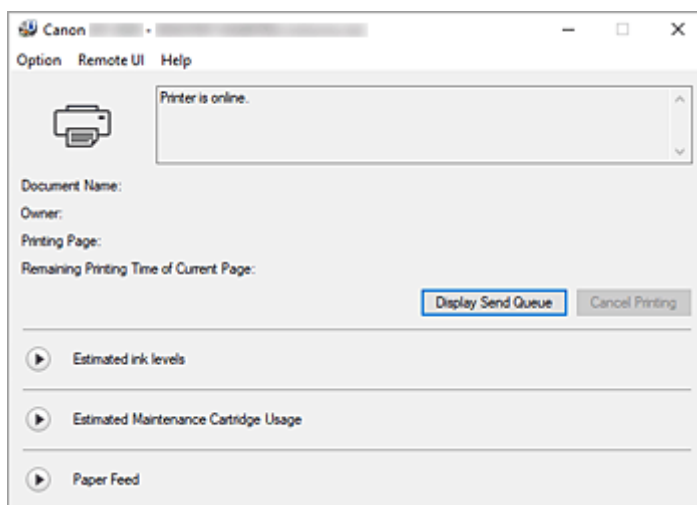 Canon -
Option Remote UI Help
Printer is online.
Document Name:
Owner:
Printing Page:
Remaining Printing Time of Current Page:
Display Send Queue Cancel Printing
Estimated ink levels
Estimated Maintenance Cartridge Usage
Paper Feed